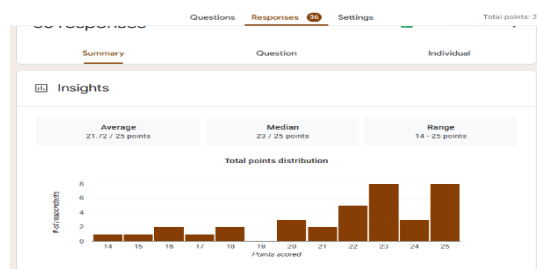 Questions Responses 36 Settings Total points: 2
responses
Summary Question Individual
Insights
Average Median Range
21.72 / 25 points 23 / 25 points 14 - 25 points
Total points distribution
# of respondents
8
6
4
2
0
14 15 16 17 18 19 20 21 22 23 24 25
Points scored